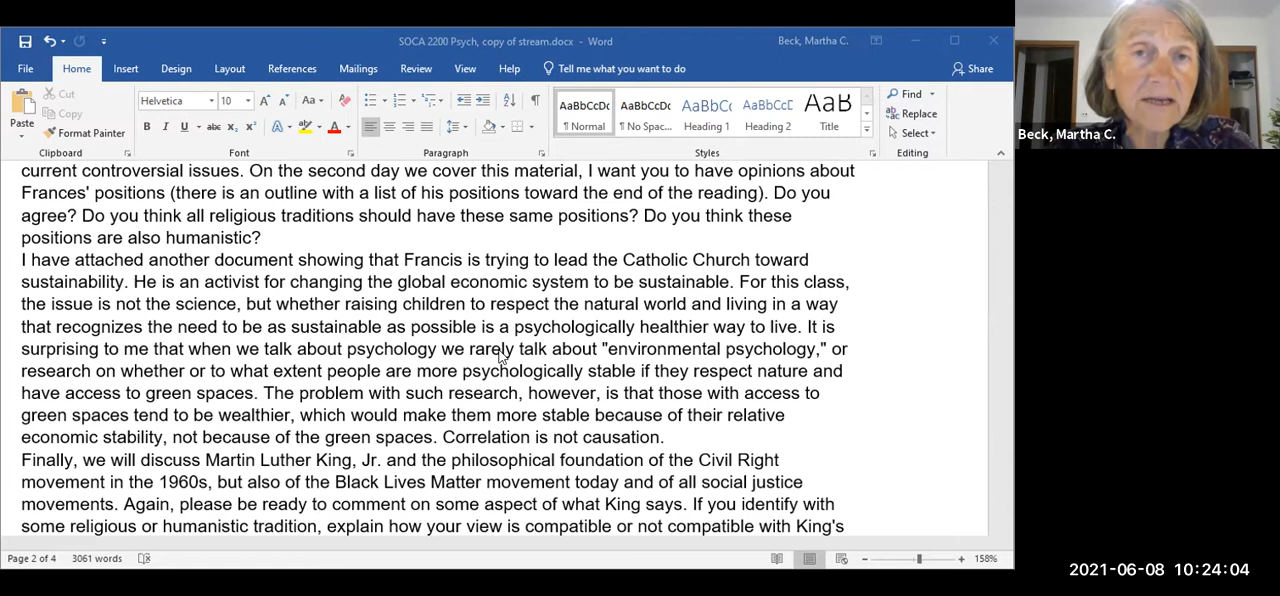 SOCA 2200 Psych, copy of stream.docx - Word
Beck, Martha C.
File Home Insert Design Layout References Mailings Review View Help Tell me what you want to do Share
Paste
Cut
Copy
Format Painter
Clipboard
Helvetica 10
Aa
B I U abc x₂ x²
Font
Paragraph
AaBbCcDc AaBbCcDc AaBbC AaBbCcD AaB
¶ Normal ¶ No Spac... Heading 1 Heading 2 Title
Styles
Find
Replace
Select
Editing
Beck, Martha C.
current controversial issues. On the second day we cover this material, I want you to have opinions about
Frances' positions (there is an outline with a list of his positions toward the end of the reading). Do you
agree? Do you think all religious traditions should have these same positions? Do you think these
positions are also humanistic?
I have attached another document showing that Francis is trying to lead the Catholic Church toward
sustainability. He is an activist for changing the global economic system to be sustainable. For this class,
the issue is not the science, but whether raising children to respect the natural world and living in a way
that recognizes the need to be as sustainable as possible is a psychologically healthier way to live. It is
surprising to me that when we talk about psychology we rarely talk about "environmental psychology," or
research on whether or to what extent people are more psychologically stable if they respect nature and
have access to green spaces. The problem with such research, however, is that those with access to
green spaces tend to be wealthier, which would make them more stable because of their relative
economic stability, not because of the green spaces. Correlation is not causation.
Finally, we will discuss Martin Luther King, Jr. and the philosophical foundation of the Civil Right
movement in the 1960s, but also of the Black Lives Matter movement today and of all social justice
movements. Again, please be ready to comment on some aspect of what King says. If you identify with
some religious or humanistic tradition, explain how your view is compatible or not compatible with King's
Page 2 of 4 3061 words
158%
2021-06-08 10:24:04